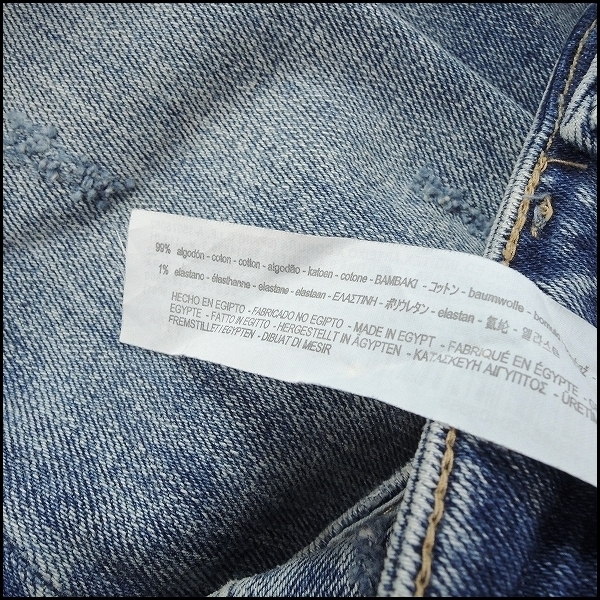 99% algodón - coton - cotton - algodão - katoen - cotone - ΒΑΜΒΑΚΙ - コットン - baumwolle -
1% elastano - élasthanne - elastane - elastaan - ΕΛΑΣΤΙΝΗ - ポリウレタン - elastan - 氨纶 -
HECHO EN EGIPTO - FABRICADO NO EGIPTO - MADE IN EGYPT - FABRIQUÉ EN ÉGYPTE -
EGYPTE - FATTO IN EGITTO - HERGESTELLT IN ÄGYPTEN - ΚΑΤΑΣΚΕΥΗ ΑΙΓΥΠΤΟΣ -
FREMSTILLET I EGYPTEN - DIBUAT DI MESIR